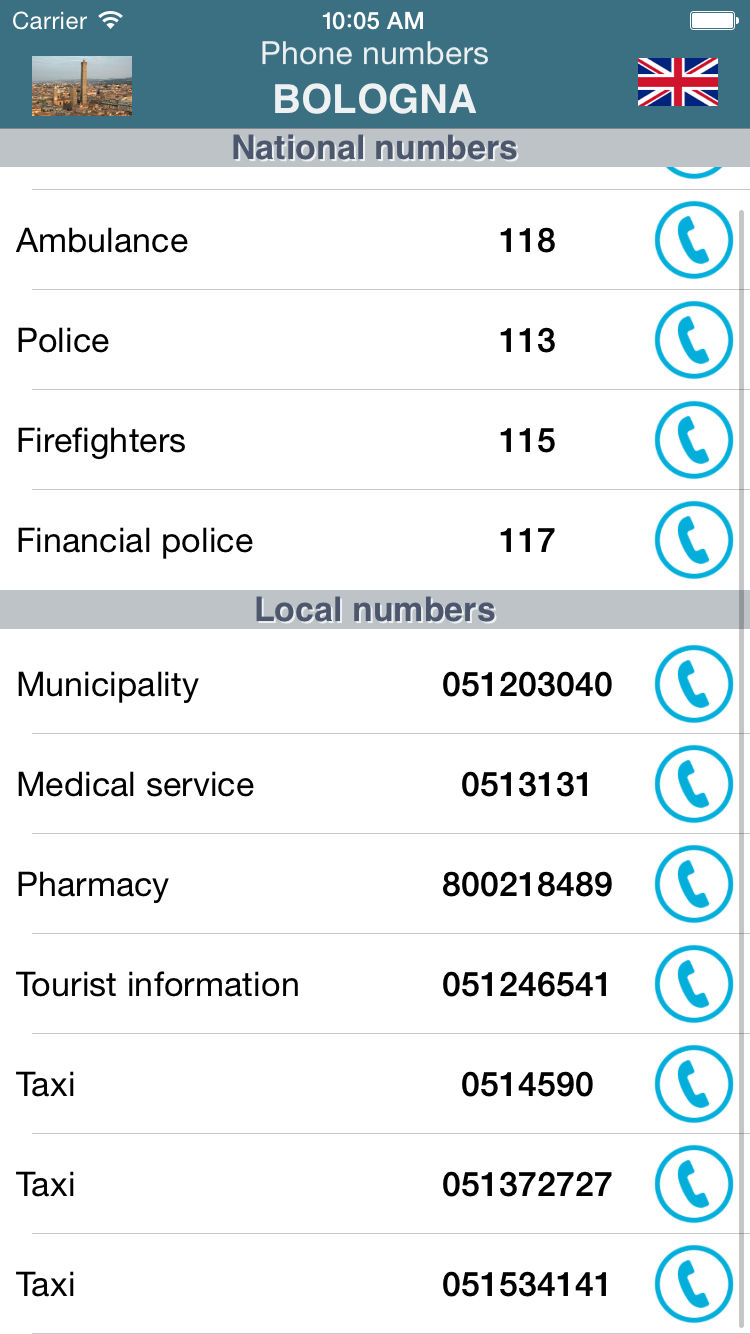 Carrier 10:05 AM
Phone numbers
BOLOGNA
National numbers
Ambulance 118
Police 113
Firefighters 115
Financial police 117
Local numbers
Municipality 051203040
Medical service 0513131
Pharmacy 800218489
Tourist information 051246541
Taxi 0514590
Taxi 051372727
Taxi 051534141